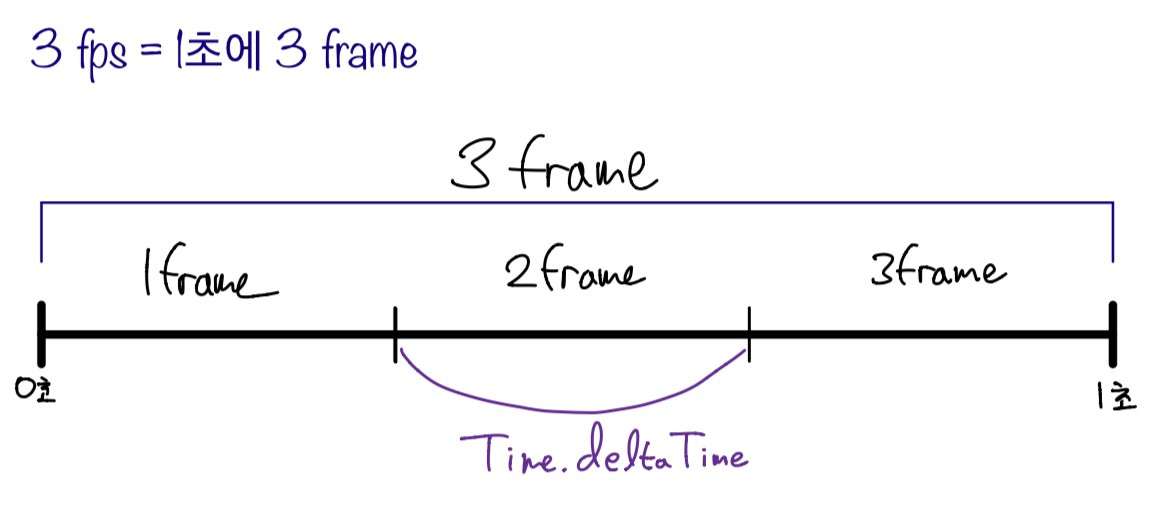 3 fps = 1초에 3 frame
3 frame
1frame 2frame 3frame
0초 1초
Time.deltaTime